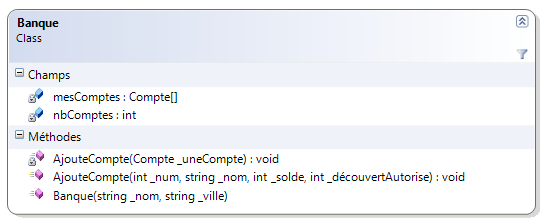 Banque
Class
Champs
mesComptes : Compte[]
nbComptes : int
Méthodes
AjouteCompte(Compte _uneCompte) : void
AjouteCompte(int _num, string _nom, int _solde, int _découvertAutorise) : void
Banque(string _nom, string _ville)